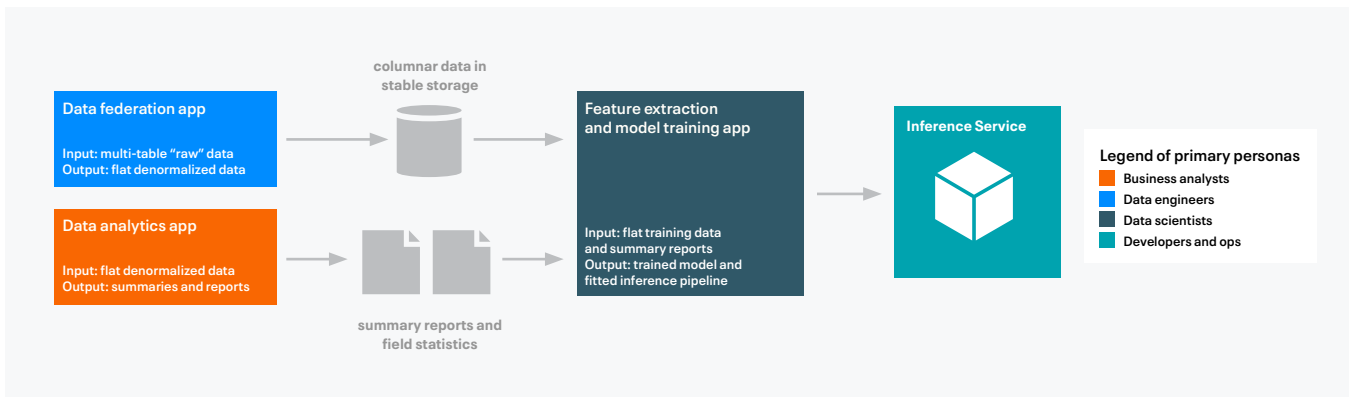 columnar data in
stable storage
Data federation app
Input: multi-table “raw” data
Output: flat denormalized data
Data analytics app
Input: flat denormalized data
Output: summaries and reports
summary reports and
field statistics
Feature extraction
and model training app
Input: flat training data
and summary reports
Output: trained model and
fitted inference pipeline
Inference Service
Legend of primary personas
Business analysts
Data engineers
Data scientists
Developers and ops